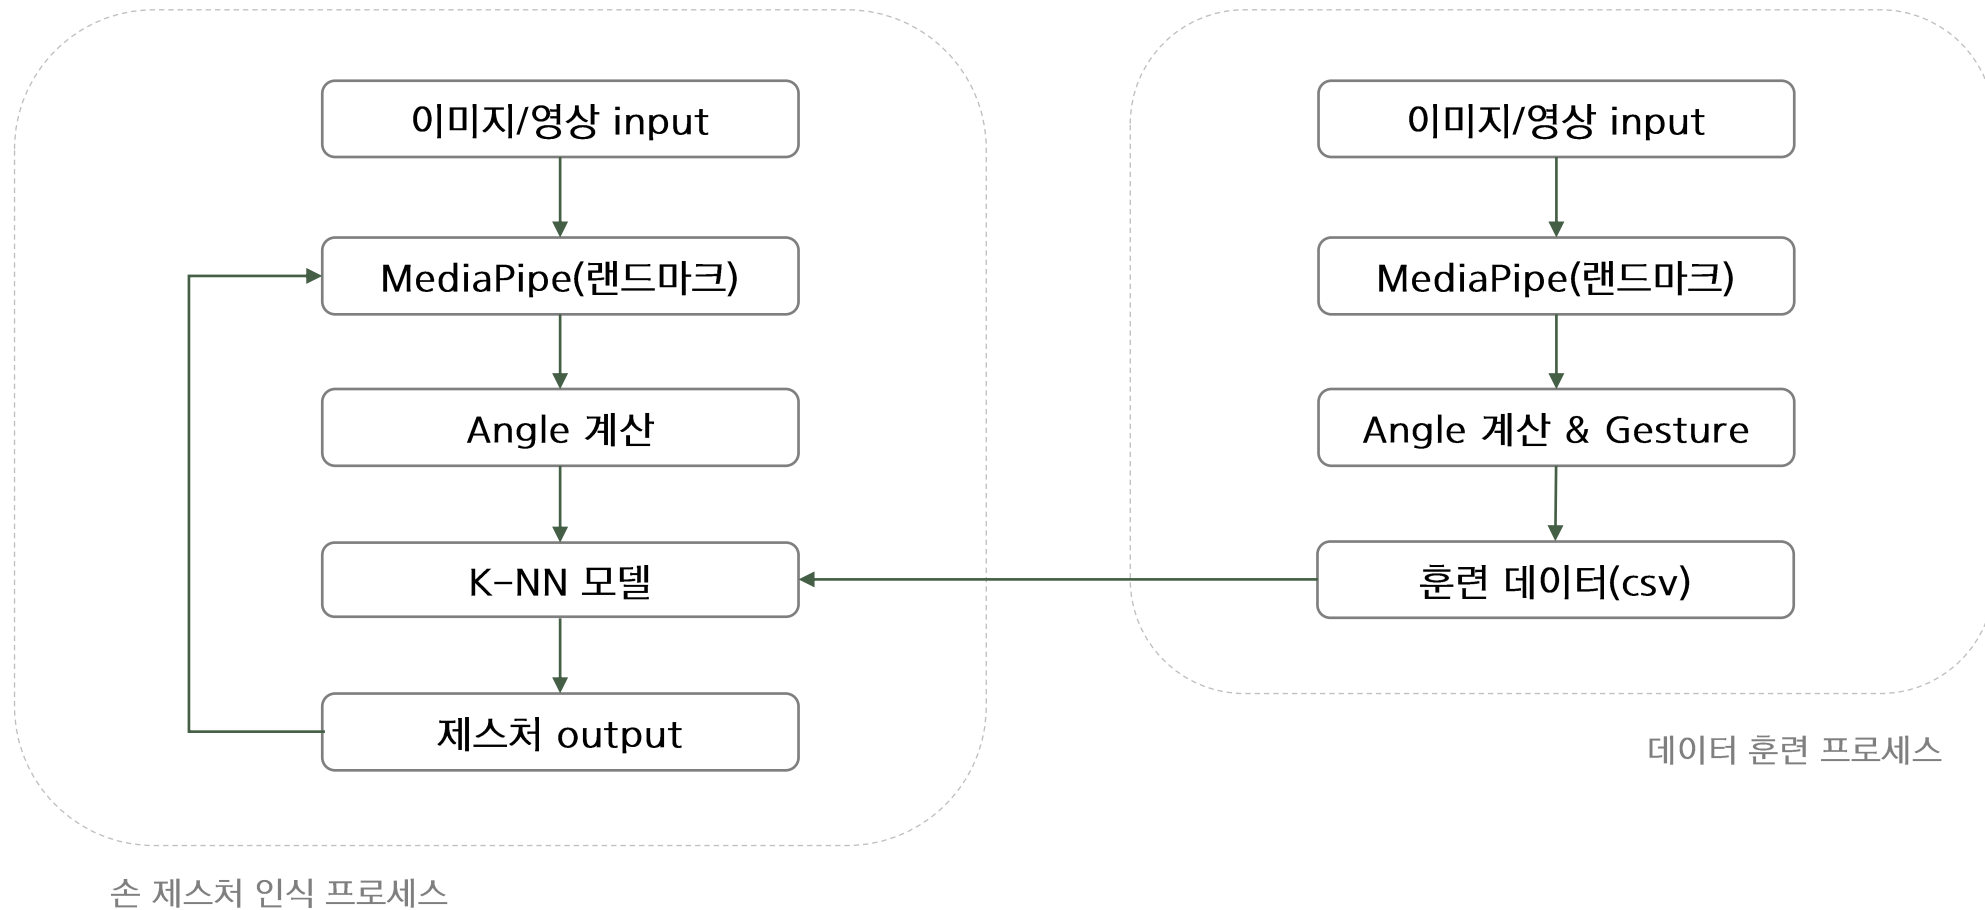 이미지/영상 input
MediaPipe(랜드마크)
Angle 계산
K-NN 모델
제스처 output
손 제스처 인식 프로세스
이미지/영상 input
MediaPipe(랜드마크)
Angle 계산 & Gesture
훈련 데이터(csv)
데이터 훈련 프로세스